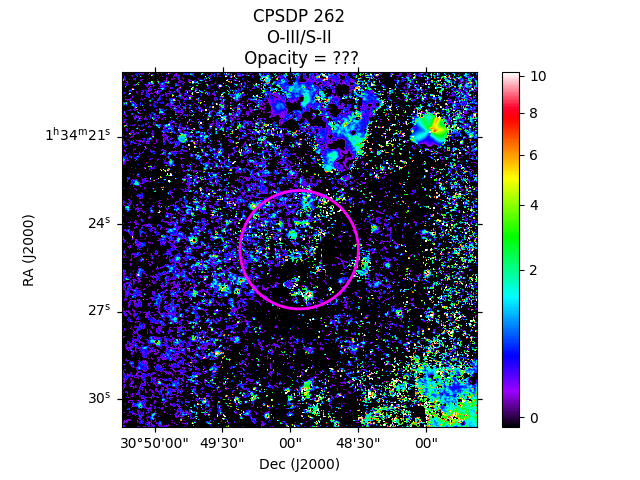 CPSDP 262
O-III/S-II
Opacity = ???
10
8
6
4
2
0
1ʰ34ᵐ21ˢ
24ˢ
27ˢ
30ˢ
RA (J2000)
30°50'00" 49'30" 00" 48'30" 00"
Dec (J2000)